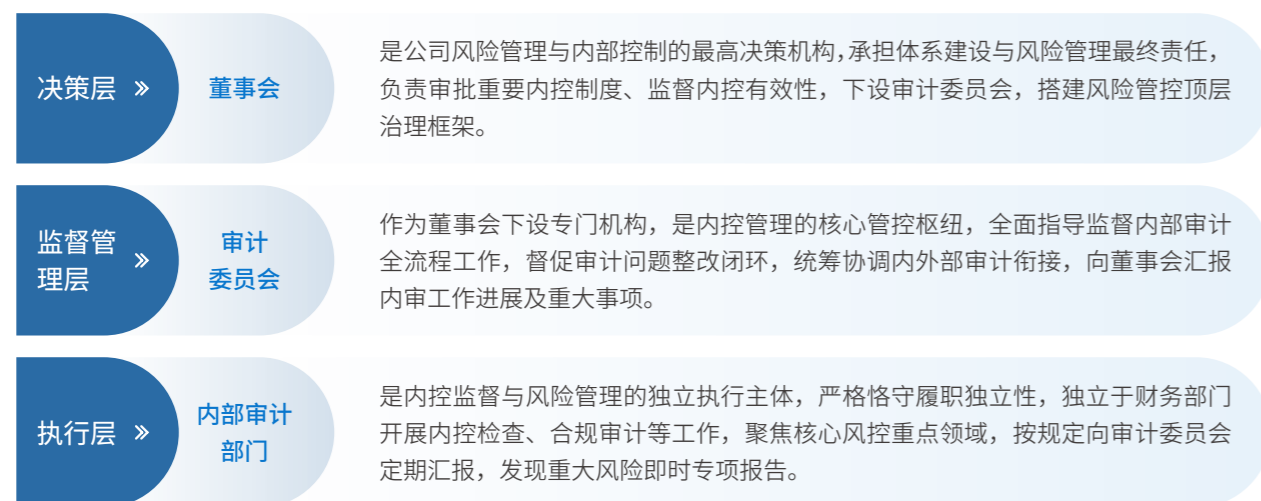 决策层 »
董事会
是公司风险管理与内部控制的最高决策机构,承担体系建设与风险管理最终责任，
负责审批重要内控制度、监督内控有效性，下设审计委员会，搭建风险管控顶层
治理框架。
监督管
理层 »
审计
委员会
作为董事会下设专门机构，是内控管理的核心管控枢纽，全面指导监督内部审计
全流程工作，督促审计问题整改闭环，统筹协调内外部审计衔接，向董事会汇报
内审工作进展及重大事项。
执行层 »
内部审计
部门
是内控监督与风险管理的独立执行主体，严格恪守履职独立性，独立于财务部门
开展内控检查、合规审计等工作，聚焦核心风控重点领域，按规定向审计委员会
定期汇报，发现重大风险即时专项报告。